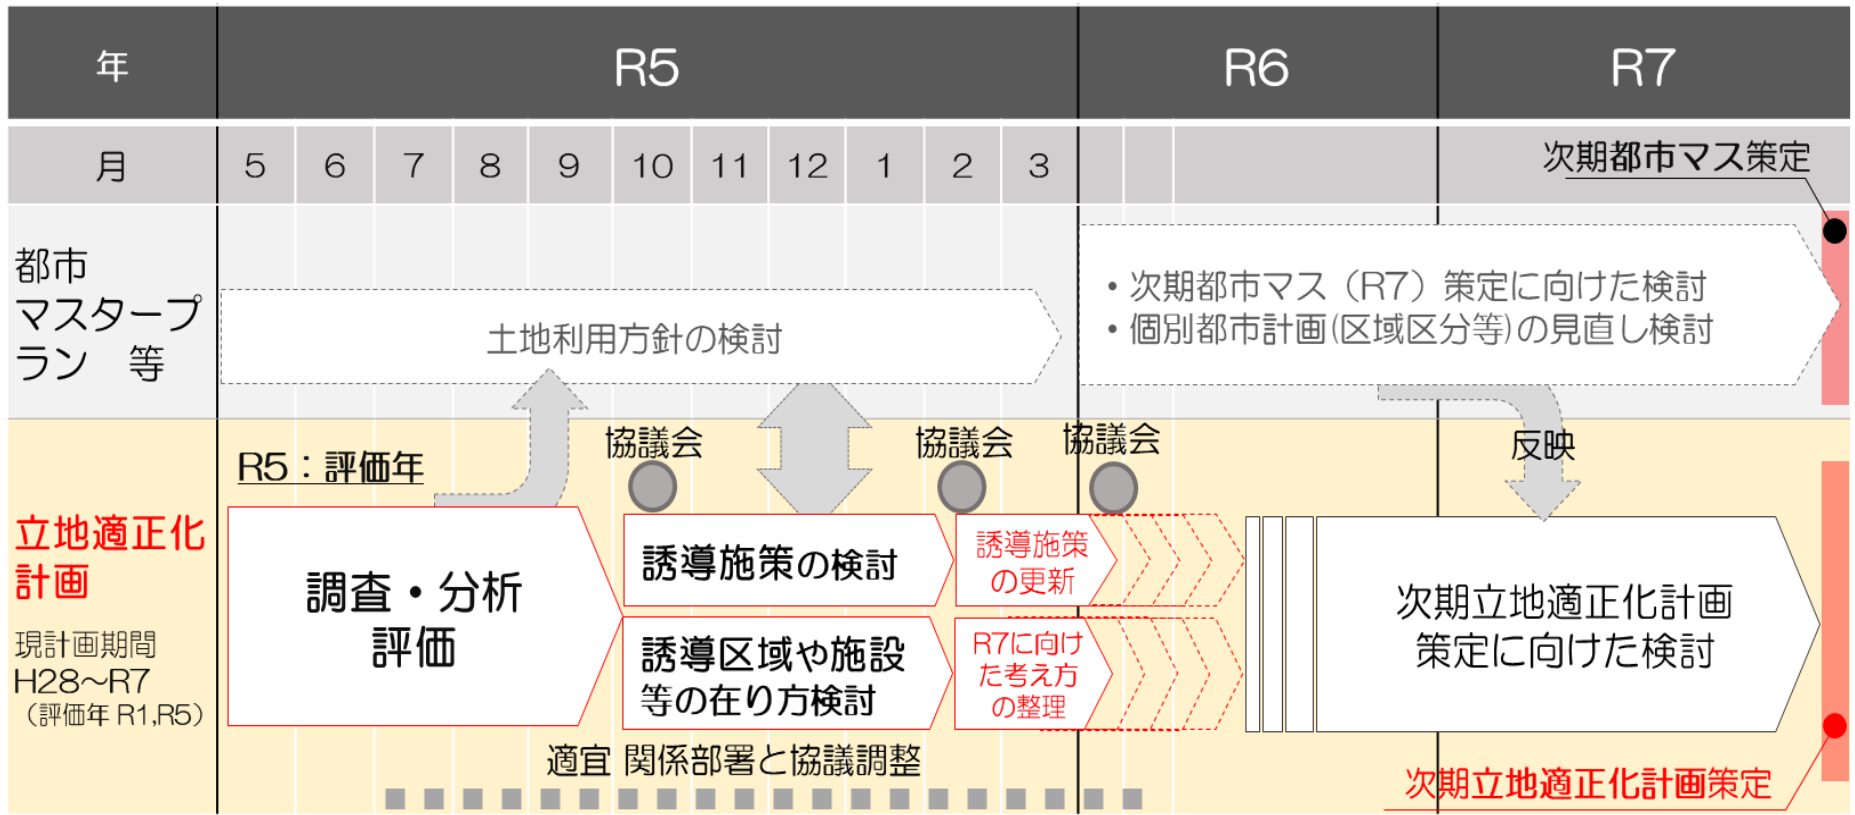 年
R5
R6
R7
月
5
6
7
8
9
10
11
12
1
2
3
次期都市マス策定
都市
マスタープ
ラン 等
土地利用方針の検討
・次期都市マス（R7）策定に向けた検討
・個別都市計画(区域区分等)の見直し検討
立地適正化
計画
現計画期間
H28～R7
（評価年 R1,R5）
R5：評価年
協議会
協議会
協議会
反映
調査・分析
評価
誘導施策の検討
誘導施策
の更新
誘導区域や施設
等の在り方検討
R7に向け
た考え方
の整理
次期立地適正化計画
策定に向けた検討
適宜 関係部署と協議調整
次期立地適正化計画策定